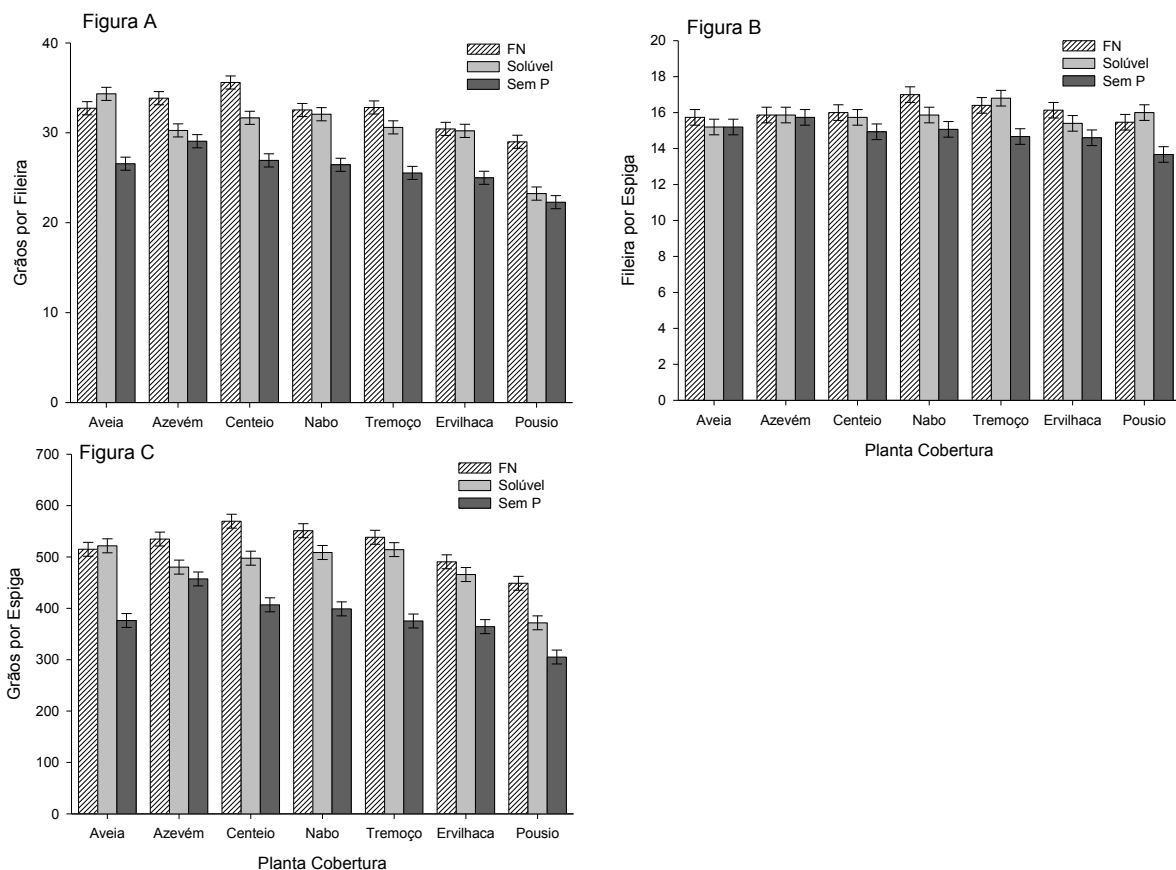 Figura A
FN
Solúvel
Sem P
Grãos por Fileira
40
30
20
10
0
Aveia Azevém Centeio Nabo Tremoço Ervilhaca Pousio
Figura B
FN
Solúvel
Sem P
Fileira por Espiga
20
18
16
14
12
10
8
6
4
2
0
Aveia Azevém Centeio Nabo Tremoço Ervilhaca Pousio
Planta Cobertura
Figura C
FN
Solúvel
Sem P
Grãos por Espiga
700
600
500
400
300
200
100
0
Aveia Azevém Centeio Nabo Tremoço Ervilhaca Pousio
Planta Cobertura